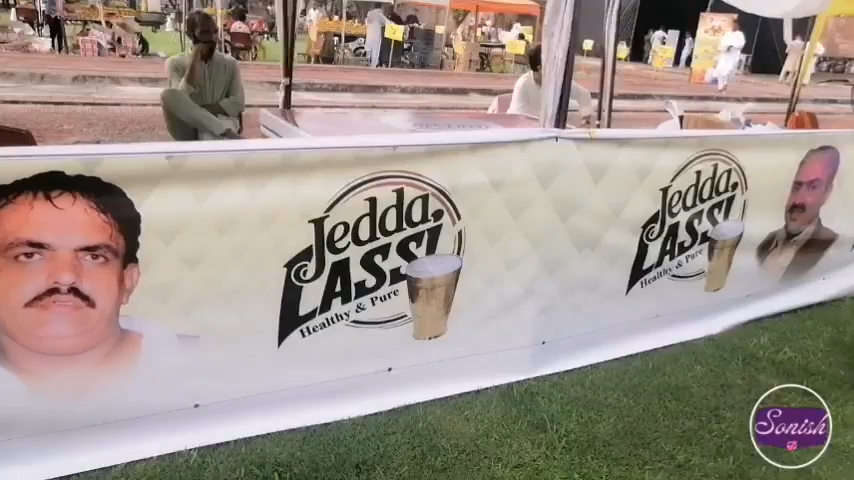 Jedda,
LASSI
Healthy & Pure
Jedda,
LASSI
Healthy & Pure
Sonish